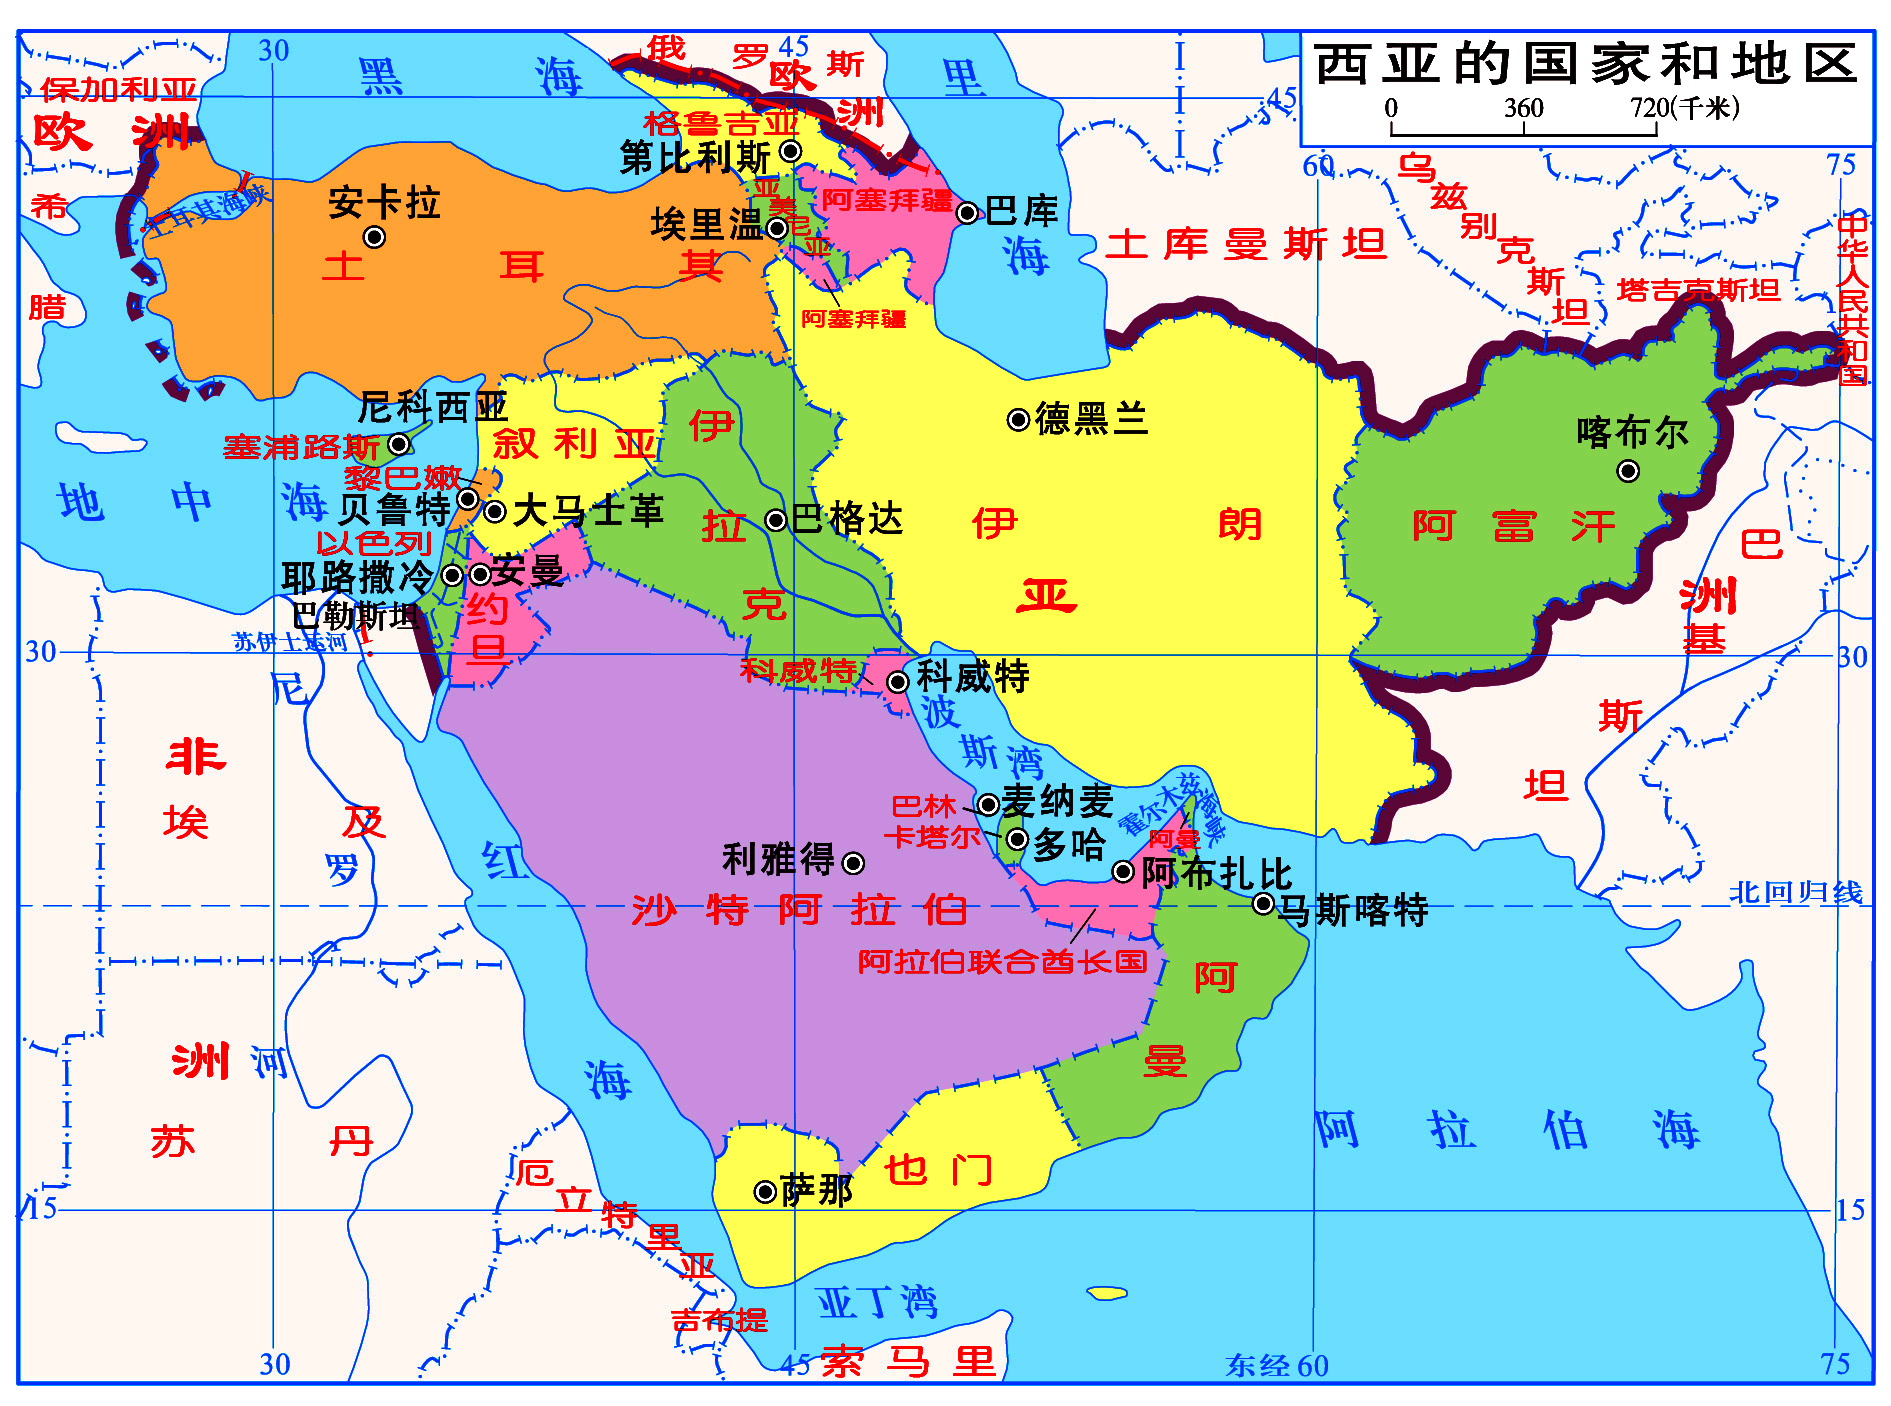 西亚的国家和地区
0 360 720(千米)
30 45 45 60 75
黑海
俄罗斯
欧洲
里海
保加利亚
欧洲
希腊
土耳其海峡
格鲁吉亚
第比利斯
亚美尼亚
埃里温
阿塞拜疆
巴库
阿塞拜疆
安卡拉
土耳其
土库曼斯坦
乌兹别克斯坦
塔吉克斯坦
中华人民共和国
尼科西亚
塞浦路斯
叙利亚
黎巴嫩
贝鲁特
大马士革
地中海
以色列
耶路撒冷
安曼
巴勒斯坦
约旦
伊拉克
巴格达
德黑兰
伊朗
亚洲
喀布尔
阿富汗
巴基斯坦
30
30
苏伊士运河
尼罗河
科威特
科威特
波斯湾
非洲
埃及
红海
巴林
麦纳麦
卡塔尔
多哈
霍尔木兹海峡
阿曼
利雅得
沙特阿拉伯
阿布扎比
阿拉伯联合酋长国
马斯喀特
北回归线
阿曼
苏丹
阿拉伯海
厄立特里亚
也门
萨那
15
15
吉布提
亚丁湾
索马里
30 45 东经60 75